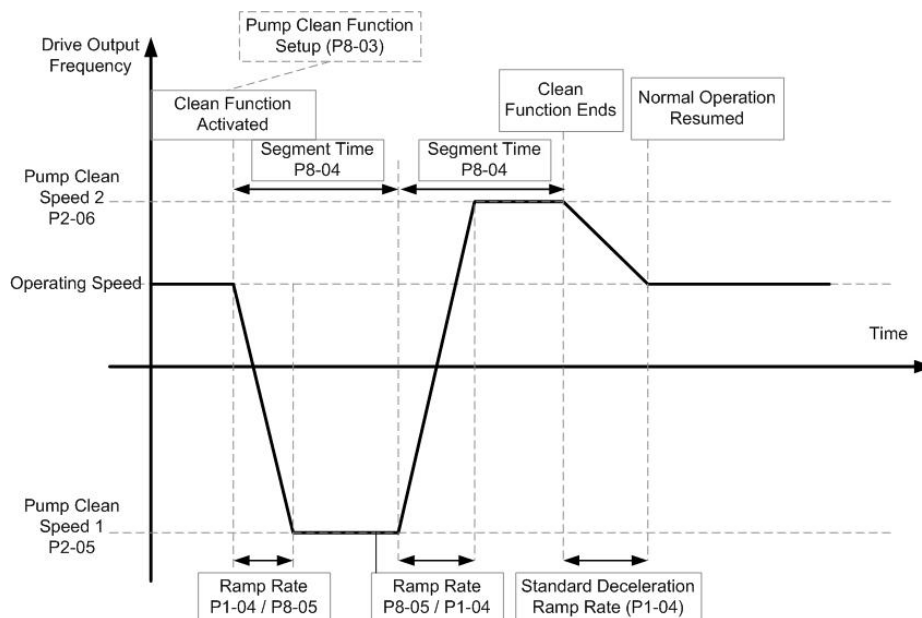 Pump Clean Function
Setup (P8-03)
Drive Output
Frequency
Clean Function
Activated
Clean
Function Ends
Normal Operation
Resumed
Segment Time
P8-04
Segment Time
P8-04
Pump Clean
Speed 2
P2-06
Operating Speed
Time
Pump Clean
Speed 1
P2-05
Ramp Rate
P1-04 / P8-05
Ramp Rate
P8-05 / P1-04
Standard Deceleration
Ramp Rate (P1-04)